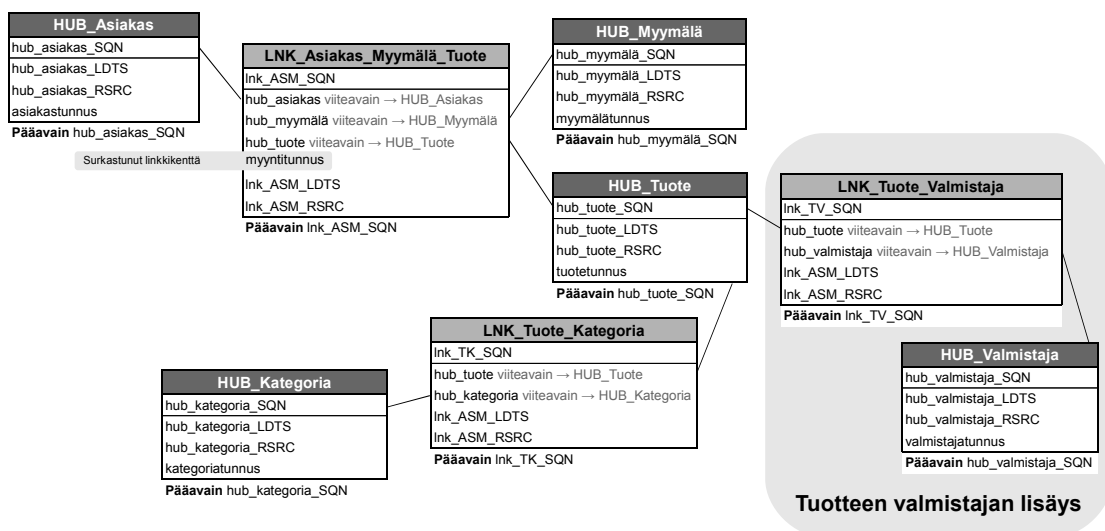 HUB_Asiakas
hub_asiakas_SQN
hub_asiakas_LDTS
hub_asiakas_RSRC
asiakastunnus
Pääavain hub_asiakas_SQN
LNK_Asiakas_Myymälä_Tuote
lnk_ASM_SQN
hub_asiakas viiteavain → HUB_Asiakas
hub_myymälä viiteavain → HUB_Myymälä
hub_tuote viiteavain → HUB_Tuote
Surkastunut linkkikenttä myyntitunnus
lnk_ASM_LDTS
lnk_ASM_RSRC
Pääavain lnk_ASM_SQN
HUB_Myymälä
hub_myymälä_SQN
hub_myymälä_LDTS
hub_myymälä_RSRC
myymälätunnus
Pääavain hub_myymälä_SQN
HUB_Tuote
hub_tuote_SQN
hub_tuote_LDTS
hub_tuote_RSRC
tuotetunnus
Pääavain hub_tuote_SQN
LNK_Tuote_Valmistaja
lnk_TV_SQN
hub_tuote viiteavain → HUB_Tuote
hub_valmistaja viiteavain → HUB_Valmistaja
lnk_ASM_LDTS
lnk_ASM_RSRC
Pääavain lnk_TV_SQN
LNK_Tuote_Kategoria
lnk_TK_SQN
hub_tuote viiteavain → HUB_Tuote
hub_kategoria viiteavain → HUB_Kategoria
lnk_ASM_LDTS
lnk_ASM_RSRC
Pääavain lnk_TK_SQN
HUB_Kategoria
hub_kategoria_SQN
hub_kategoria_LDTS
hub_kategoria_RSRC
kategoriatunnus
Pääavain hub_kategoria_SQN
HUB_Valmistaja
hub_valmistaja_SQN
hub_valmistaja_LDTS
hub_valmistaja_RSRC
valmistajatunnus
Pääavain hub_valmistaja_SQN
Tuotteen valmistajan lisäys